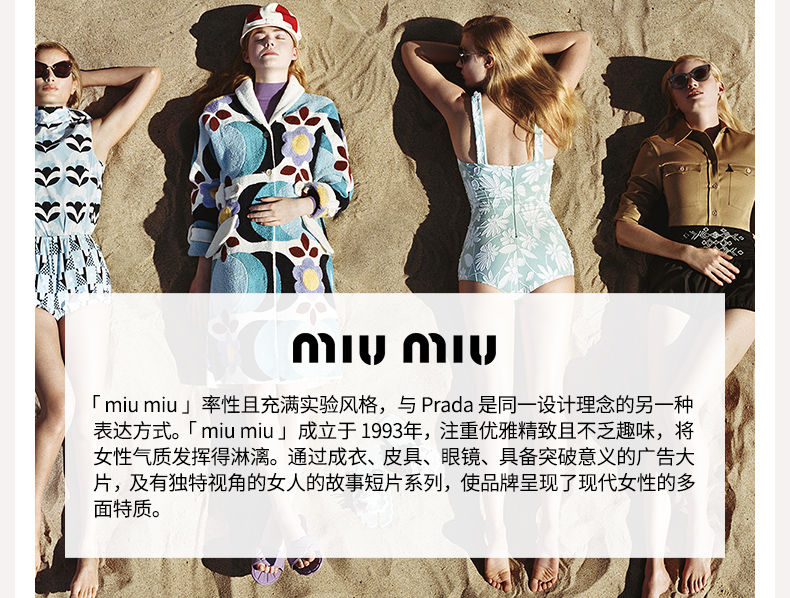 miu miu
「 miu miu 」率性且充满实验风格，与 Prada 是同一设计理念的另一种
表达方式。「 miu miu 」成立于 1993年，注重优雅精致且不乏趣味，将
女性气质发挥得淋漓。通过成衣、皮具、眼镜、具备突破意义的广告大
片，及有独特视角的女人的故事短片系列，使品牌呈现了现代女性的多
面特质。